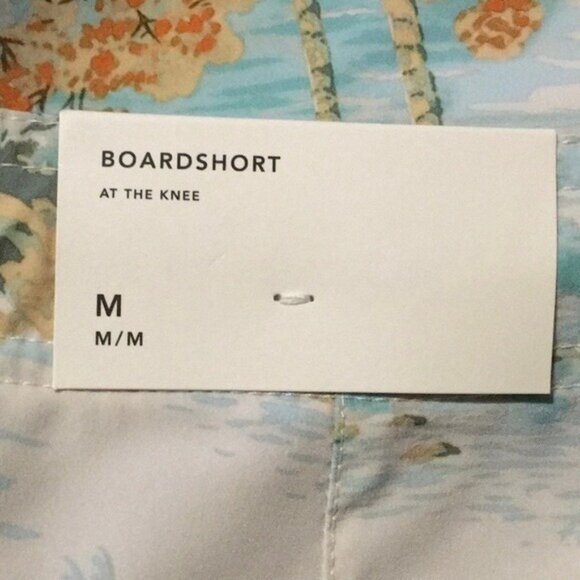 BOARDSHORT
AT THE KNEE
M
M/M